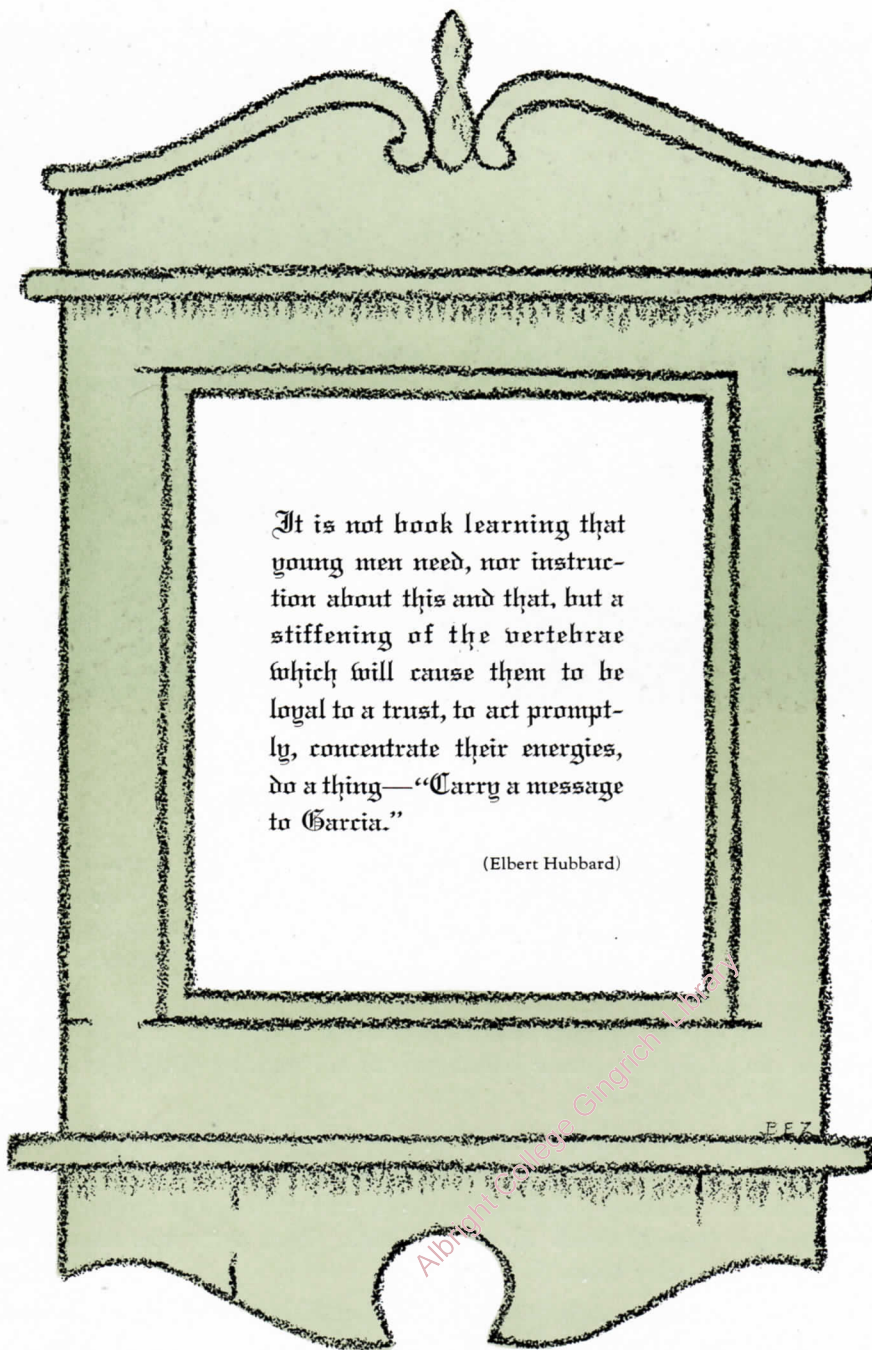 It is not book learning that
young men need, nor instruc-
tion about this and that, but a
stiffening of the vertebrae
which will cause them to be
loyal to a trust, to act prompt-
ly, concentrate their energies,
do a thing—“Carry a message
to Garcia.”
(Elbert Hubbard)
BEZ
Albright College Gingrich Library